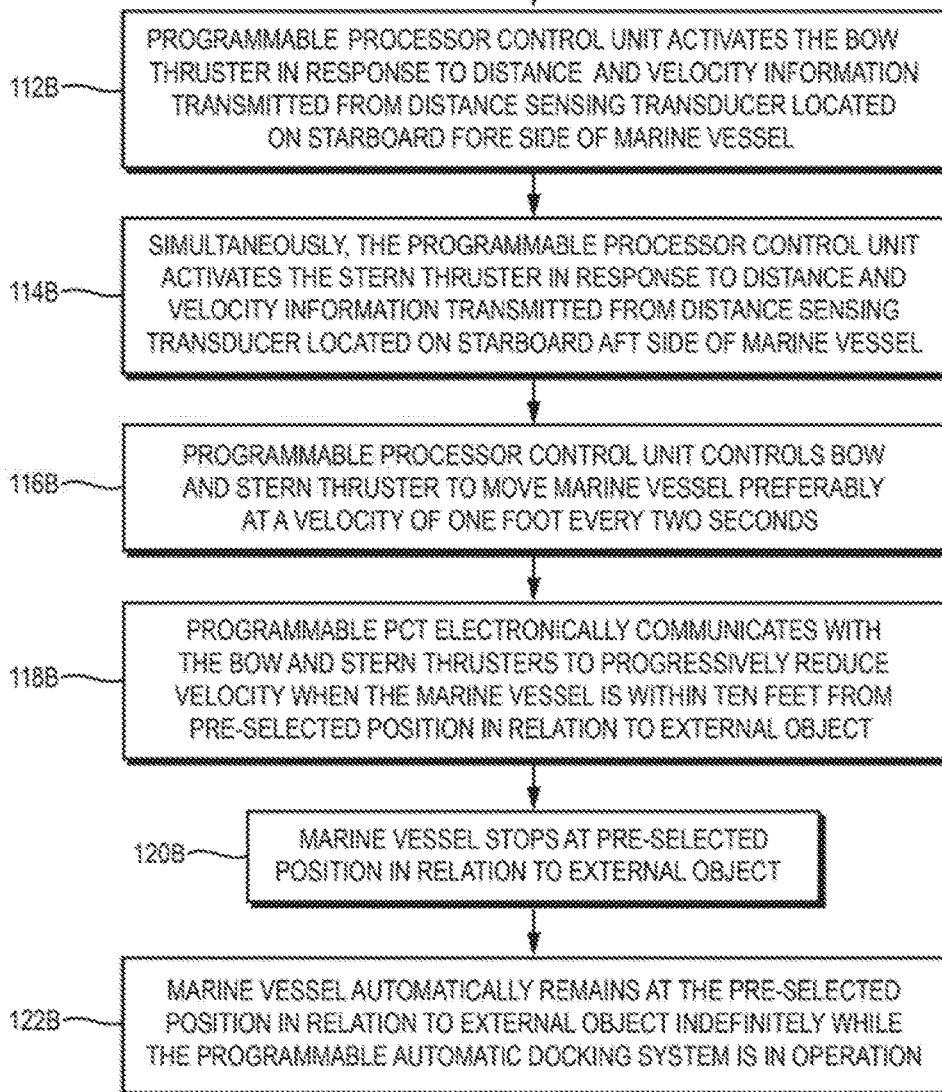 112B
PROGRAMMABLE PROCESSOR CONTROL UNIT ACTIVATES THE BOW
THRUSTER IN RESPONSE TO DISTANCE AND VELOCITY INFORMATION
TRANSMITTED FROM DISTANCE SENSING TRANSDUCER LOCATED
ON STARBOARD FORE SIDE OF MARINE VESSEL
114B
SIMULTANEOUSLY, THE PROGRAMMABLE PROCESSOR CONTROL UNIT
ACTIVATES THE STERN THRUSTER IN RESPONSE TO DISTANCE AND
VELOCITY INFORMATION TRANSMITTED FROM DISTANCE SENSING
TRANSDUCER LOCATED ON STARBOARD AFT SIDE OF MARINE VESSEL
116B
PROGRAMMABLE PROCESSOR CONTROL UNIT CONTROLS BOW
AND STERN THRUSTER TO MOVE MARINE VESSEL PREFERABLY
AT A VELOCITY OF ONE FOOT EVERY TWO SECONDS
118B
PROGRAMMABLE PCT ELECTRONICALLY COMMUNICATES WITH
THE BOW AND STERN THRUSTERS TO PROGRESSIVELY REDUCE
VELOCITY WHEN THE MARINE VESSEL IS WITHIN TEN FEET FROM
PRE-SELECTED POSITION IN RELATION TO EXTERNAL OBJECT
120B
MARINE VESSEL STOPS AT PRE-SELECTED
POSITION IN RELATION TO EXTERNAL OBJECT
122B
MARINE VESSEL AUTOMATICALLY REMAINS AT THE PRE-SELECTED
POSITION IN RELATION TO EXTERNAL OBJECT INDEFINITELY WHILE
THE PROGRAMMABLE AUTOMATIC DOCKING SYSTEM IS IN OPERATION